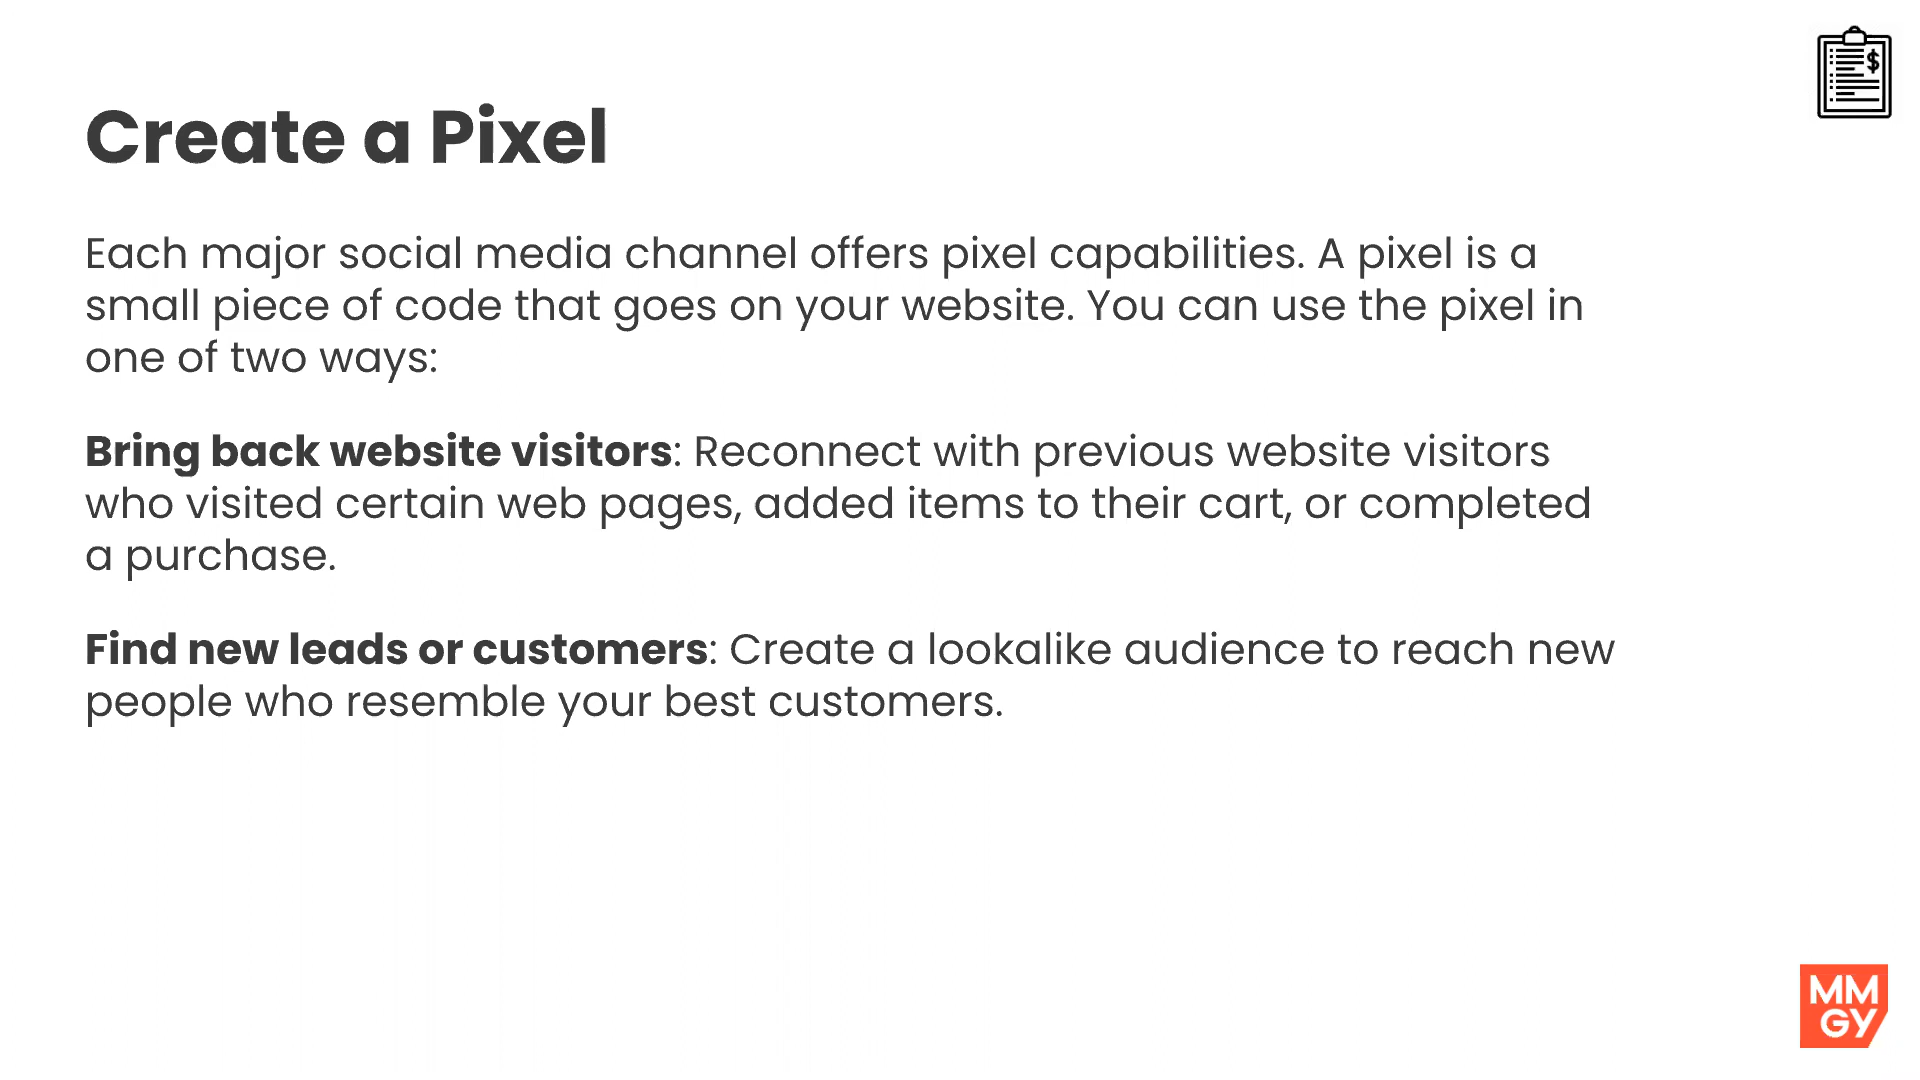 Create a Pixel
Each major social media channel offers pixel capabilities. A pixel is a
small piece of code that goes on your website. You can use the pixel in
one of two ways:
Bring back website visitors: Reconnect with previous website visitors
who visited certain web pages, added items to their cart, or completed
a purchase.
Find new leads or customers: Create a lookalike audience to reach new
people who resemble your best customers.
$
MM
GY